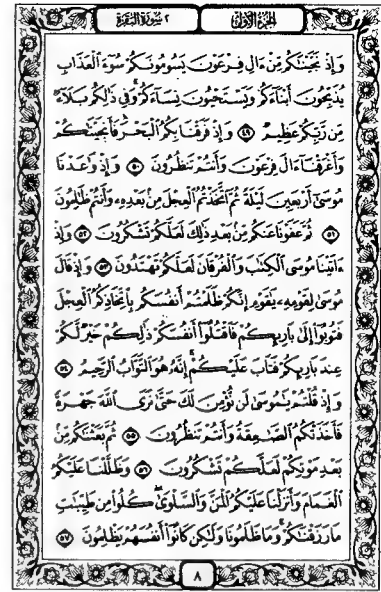 الجزء الأول
٢ سورة البقرة
وَإِذْ نَجَّيْنَٰكُم مِّنْ ءَالِ فِرْعَوْنَ يَسُومُونَكُمْ سُوٓءَ ٱلْعَذَابِ
يُذَبِّحُونَ أَبْنَآءَكُمْ وَيَسْتَحْيُونَ نِسَآءَكُمْ ۚ وَفِى ذَٰلِكُم بَلَآءٌ
مِّن رَّبِّكُمْ عَظِيمٌ ٤٩ وَإِذْ فَرَقْنَا بِكُمُ ٱلْبَحْرَ فَأَنجَيْنَٰكُمْ
وَأَغْرَقْنَآ ءَالَ فِرْعَوْنَ وَأَنتُمْ تَنظُرُونَ ٥٠ وَإِذْ وَٰعَدْنَا
مُوسَىٰٓ أَرْبَعِينَ لَيْلَةً ثُمَّ ٱتَّخَذْتُمُ ٱلْعِجْلَ مِنۢ بَعْدِهِۦ وَأَنتُمْ ظَٰلِمُونَ
٥١ ثُمَّ عَفَوْنَا عَنكُم مِّنۢ بَعْدِ ذَٰلِكَ لَعَلَّكُمْ تَشْكُرُونَ ٥٢ وَإِذْ
ءَاتَيْنَا مُوسَى ٱلْكِتَٰبَ وَٱلْفُرْقَانَ لَعَلَّكُمْ تَهْتَدُونَ ٥٣ وَإِذْ قَالَ
مُوسَىٰ لِقَوْمِهِۦ يَٰقَوْمِ إِنَّكُمْ ظَلَمْتُمْ أَنفُسَكُم بِٱتِّخَاذِكُمُ ٱلْعِجْلَ
فَتُوبُوٓا۟ إِلَىٰ بَارِئِكُمْ فَٱقْتُلُوٓا۟ أَنفُسَكُمْ ذَٰلِكُمْ خَيْرٌ لَّكُمْ
عِندَ بَارِئِكُمْ فَتَابَ عَلَيْكُمْ ۚ إِنَّهُۥ هُوَ ٱلتَّوَّابُ ٱلرَّحِيمُ ٥٤
وَإِذْ قُلْتُمْ يَٰمُوسَىٰ لَن نُّؤْمِنَ لَكَ حَتَّىٰ نَرَى ٱللَّهَ جَهْرَةً
فَأَخَذَتْكُمُ ٱلصَّٰعِقَةُ وَأَنتُمْ تَنظُرُونَ ٥٥ ثُمَّ بَعَثْنَٰكُم مِّنۢ
بَعْدِ مَوْتِكُمْ لَعَلَّكُمْ تَشْكُرُونَ ٥٦ وَظَلَّلْنَا عَلَيْكُمُ
ٱلْغَمَامَ وَأَنزَلْنَا عَلَيْكُمُ ٱلْمَنَّ وَٱلسَّلْوَىٰ ۖ كُلُوا۟ مِن طَيِّبَٰتِ
مَا رَزَقْنَٰكُمْ ۖ وَمَا ظَلَمُونَا وَلَٰكِن كَانُوٓا۟ أَنفُسَهُمْ يَظْلِمُونَ ٥٧
٨